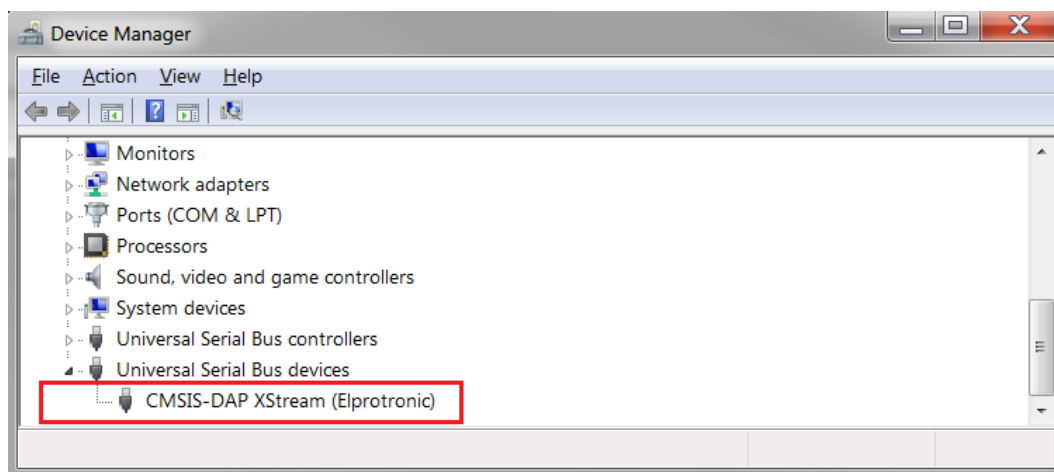 Device Manager
File Action View Help
Monitors
Network adapters
Ports (COM & LPT)
Processors
Sound, video and game controllers
System devices
Universal Serial Bus controllers
Universal Serial Bus devices
CMSIS-DAP XStream (Elprotronic)